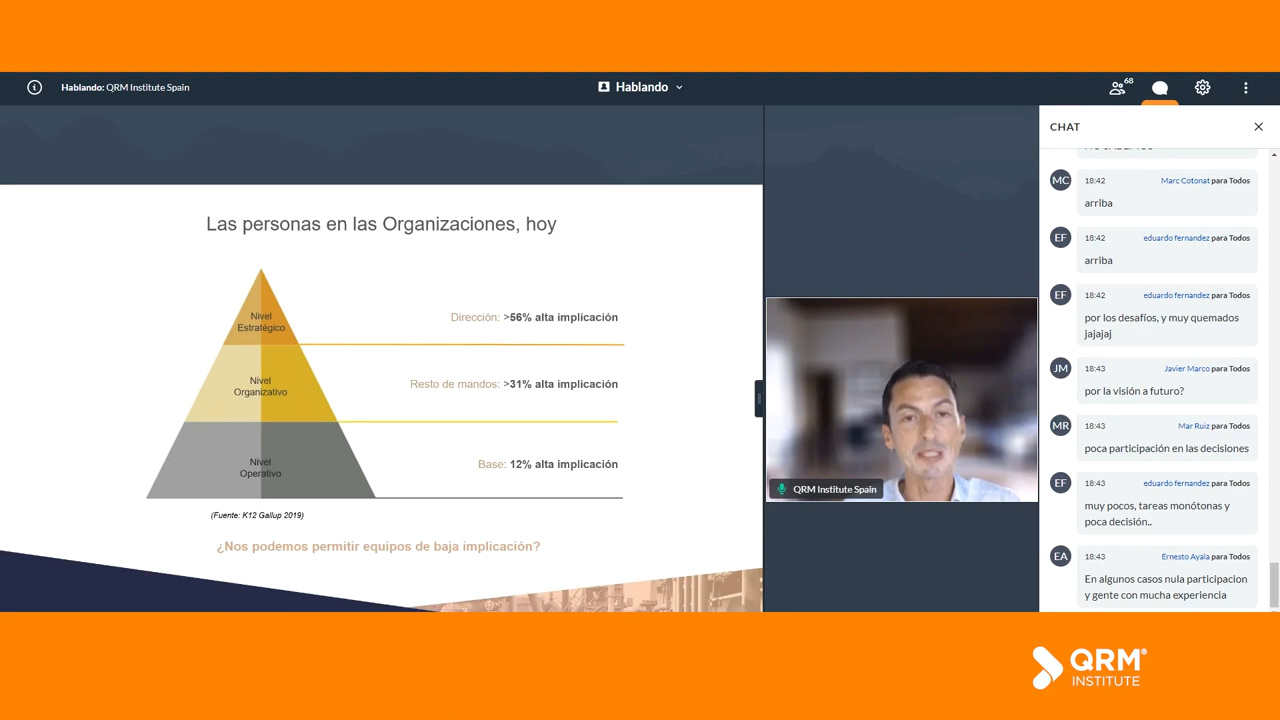 Hablando: QRM Institute Spain
Hablando
68
Las personas en las Organizaciones, hoy
Nivel
Estratégico
Dirección: >56% alta implicación
Nivel
Organizativo
Resto de mandos: >31% alta implicación
Nivel
Operativo
Base: 12% alta implicación
(Fuente: K12 Gallup 2019)
¿Nos podemos permitir equipos de baja implicación?
QRM Institute Spain
CHAT
MC
18:42
Marc Cotonat para Todos
arriba
EF
18:42
eduardo fernandez para Todos
arriba
EF
18:42
eduardo fernandez para Todos
por los desafíos, y muy quemados
jajajaj
JM
18:43
Javier Marco para Todos
por la visión a futuro?
MR
18:43
Mar Ruiz para Todos
poca participación en las decisiones
EF
18:43
eduardo fernandez para Todos
muy pocos, tareas monótonas y
poca decisión..
EA
18:43
Ernesto Ayala para Todos
En algunos casos nula participacion
y gente con mucha experiencia
QRM®
INSTITUTE